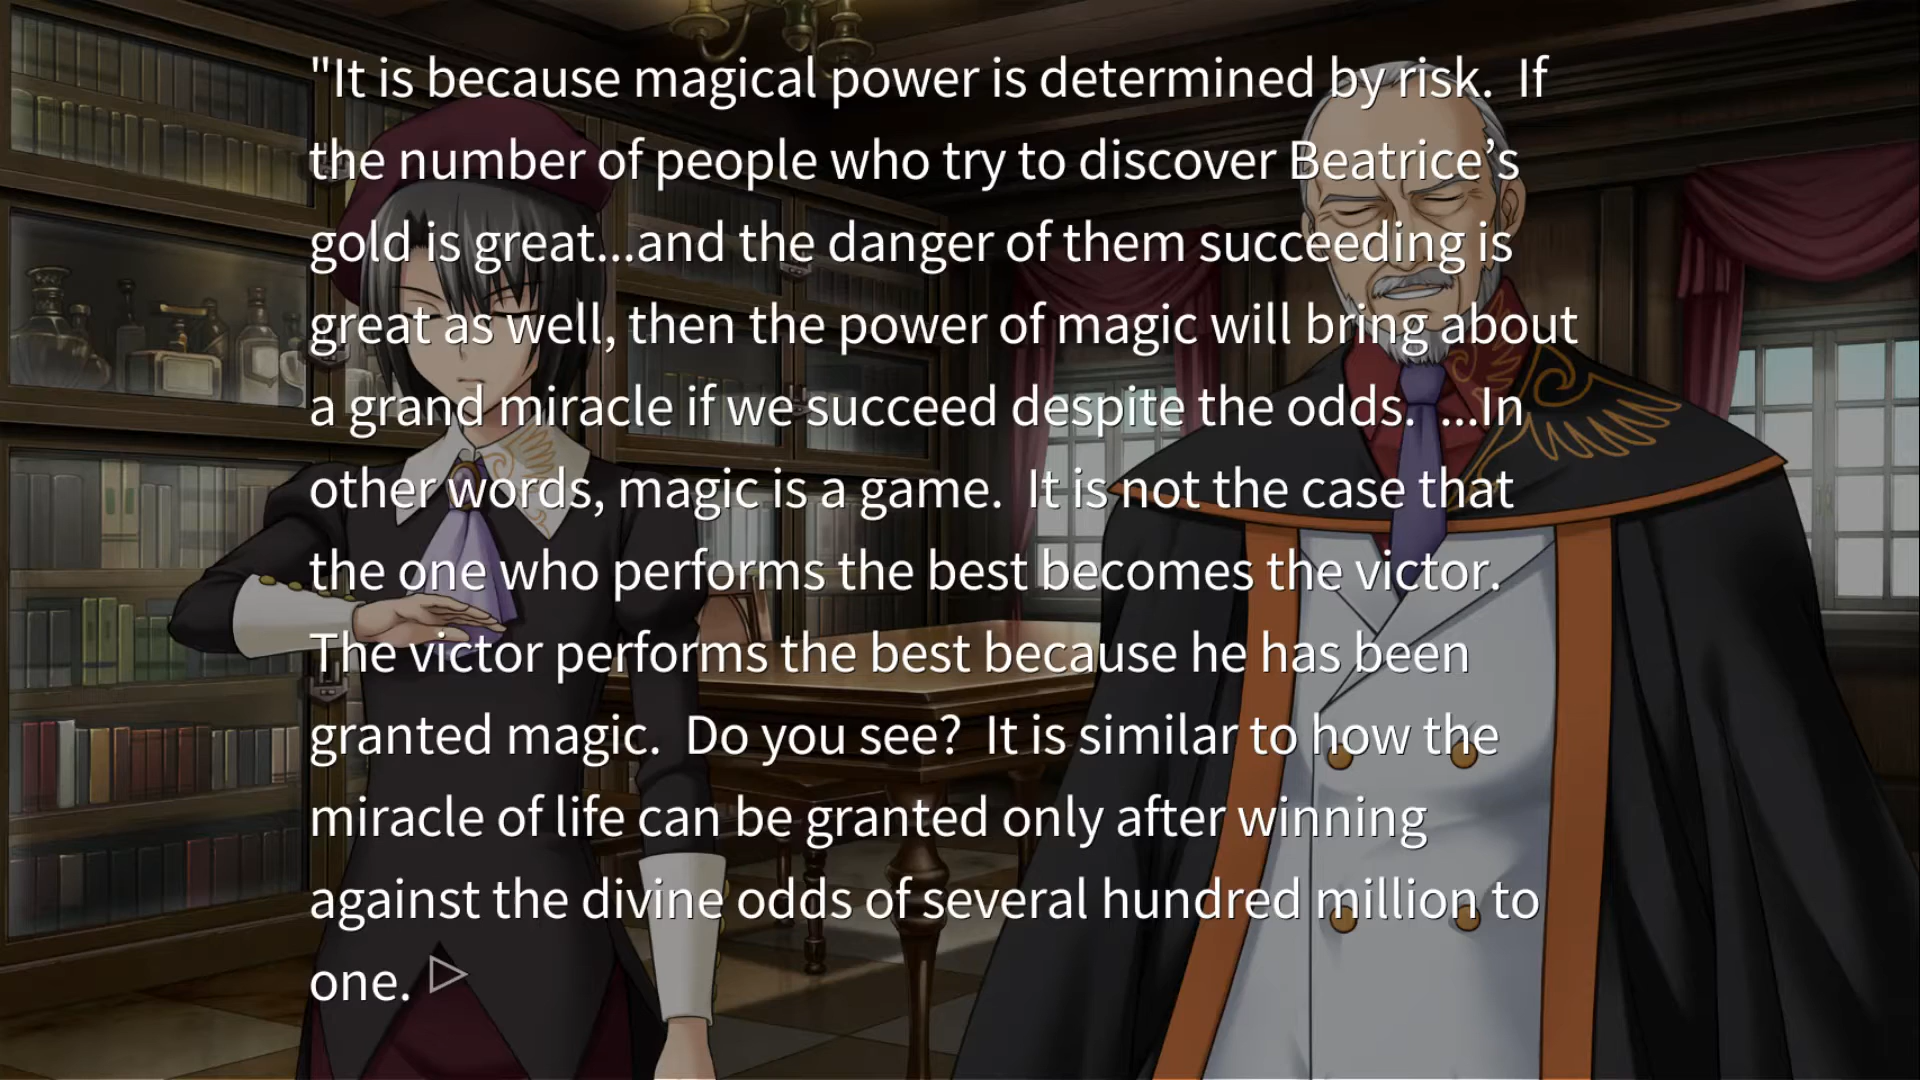 "It is because magical power is determined by risk.  If
the number of people who try to discover Beatrice’s
gold is great...and the danger of them succeeding is
great as well, then the power of magic will bring about
a grand miracle if we succeed despite the odds.  ...In
other words, magic is a game.  It is not the case that
the one who performs the best becomes the victor.
The victor performs the best because he has been
granted magic.  Do you see?  It is similar to how the
miracle of life can be granted only after winning
against the divine odds of several hundred million to
one.